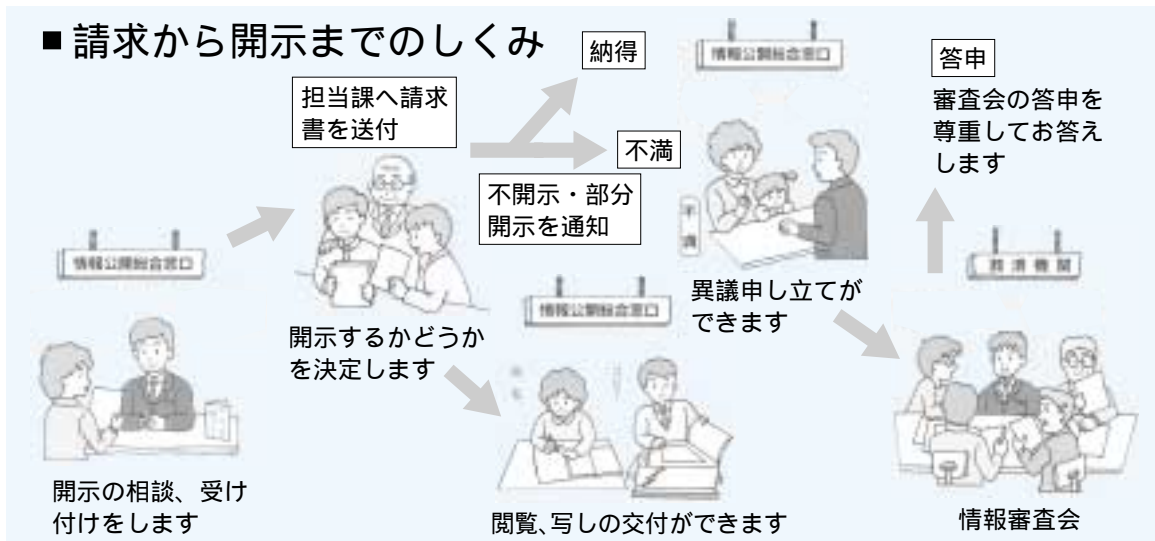 ■請求から開示までのしくみ
情報公開総合窓口
開示の相談、受け
付けをします
担当課へ請求
書を送付
開示するかどうか
を決定します
納得
不満
不開示・部分
開示を通知
情報公開総合窓口
閲覧、写しの交付ができます
情報公開総合窓口
不満
異議申し立てが
できます
救済機関
情報審査会
答申
審査会の答申を
尊重してお答え
します